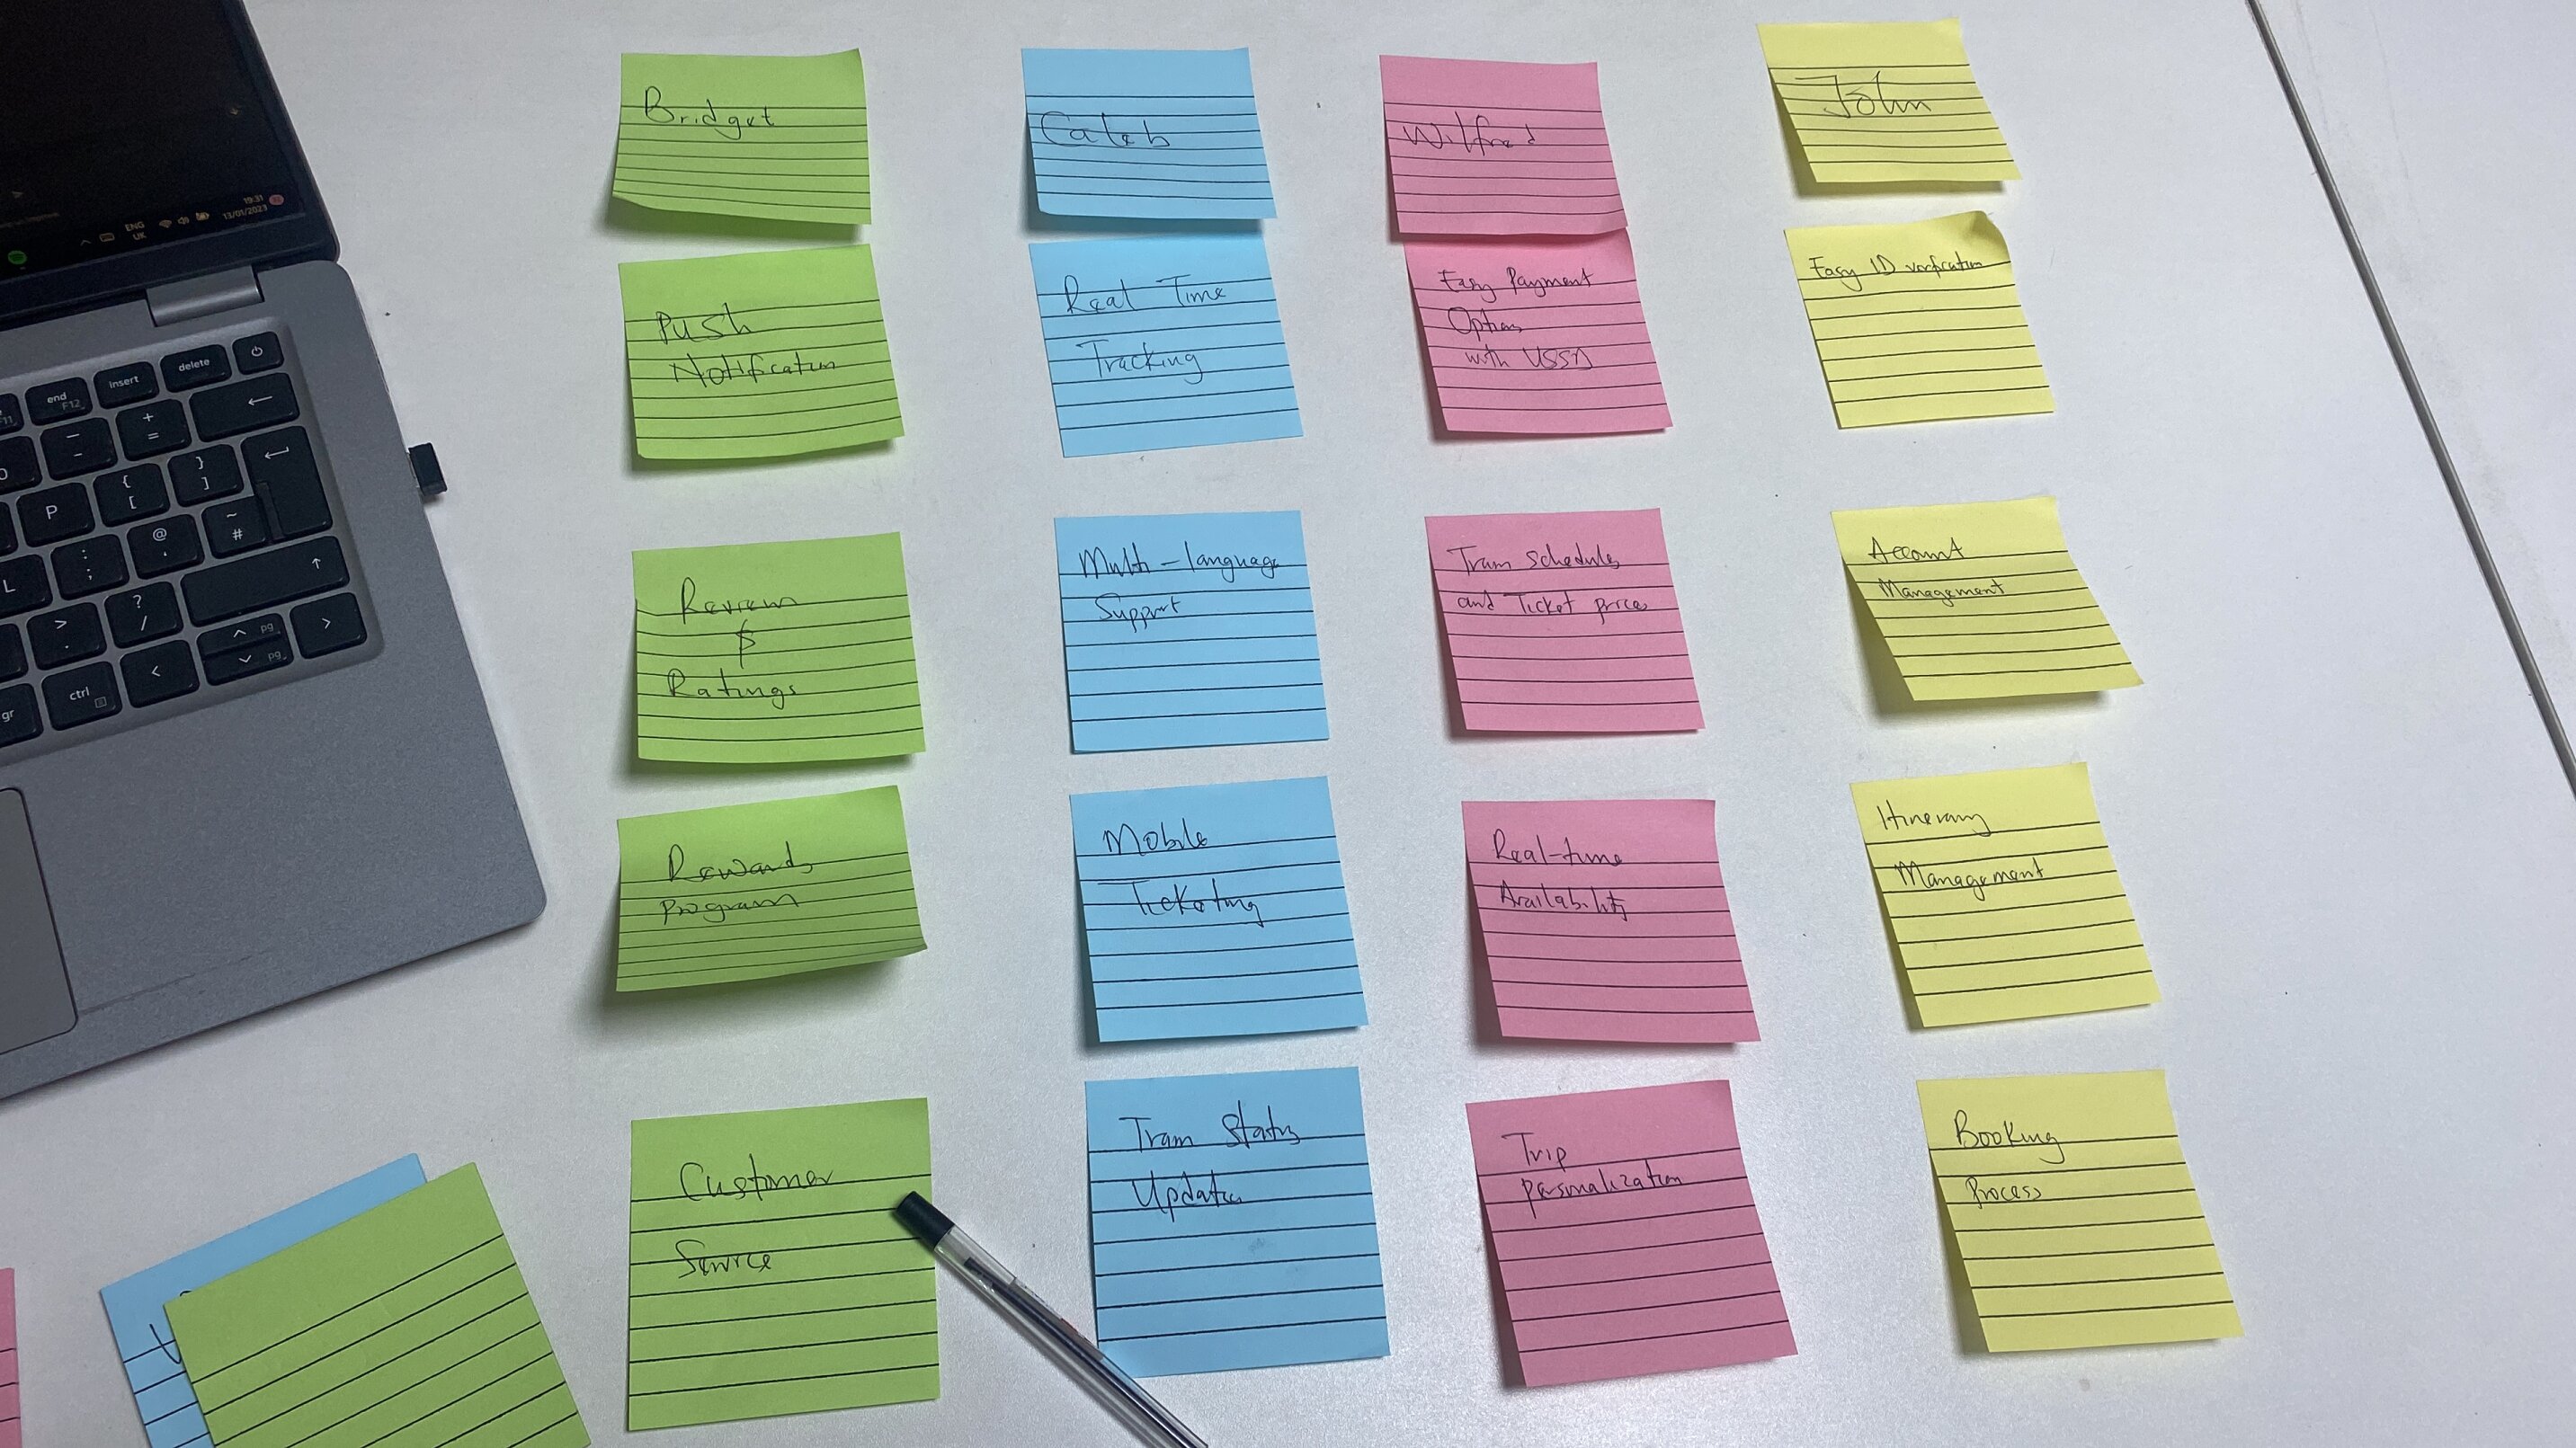 Bridget
Caleb
Wilfred
John
Push
Notification
Real Time
Tracking
Easy Payment
Options
with USSD
Easy ID verification
Reviews
&
Ratings
Multi-language
Support
Tram schedules
and Ticket prices
Account
Management
Rewards
program
Mobile
Ticketing
Real-time
Availability
Itinerary
Management
Customer
Service
Tram Status
Updates
Trip
personalization
Booking
Process
19:31
13/01/2023
ENG
UK
delete
insert
end
F12
F11
+
=
{
[
}
]
P
L
:
;
@
'
~
#
?
/
>
.
<
pg
pg
ctrl
gr